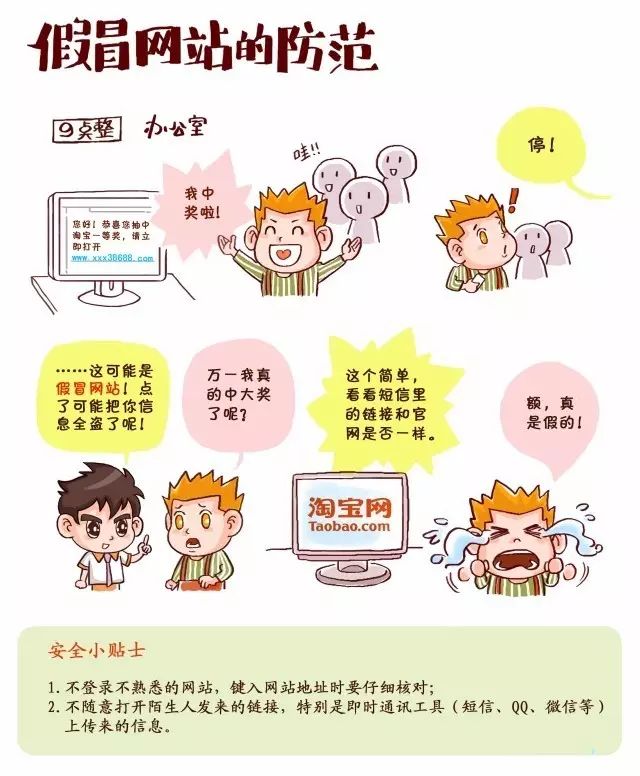 假冒网站的防范
9点整 办公室
哇!!
停!
我中
奖啦!
您好!恭喜您抽中
淘宝一等奖,请立
即打开
www.xxx38688.com
……这可能是
假冒网站!点
了可能把你信
息全盗了呢!
万一我真
的中大奖
了呢?
这个简单,
看看短信里
的链接和官
网是否一样。
额,真
是假的!
淘宝网
Taobao.com
安全小贴士
1.不登录不熟悉的网站,键入网站地址时要仔细核对;
2.不随意打开陌生人发来的链接,特别是即时通讯工具(短信、QQ、微信等)
上传来的信息。